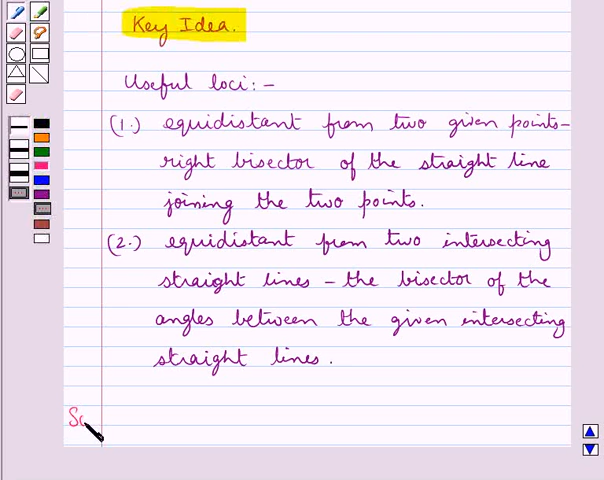 Key Idea.
Useful loci:-
(1.) equidistant from two given points-
right bisector of the straight line
joining the two points.
(2.) equidistant from two intersecting
straight lines - the bisector of the
angles between the given intersecting
straight lines.
So